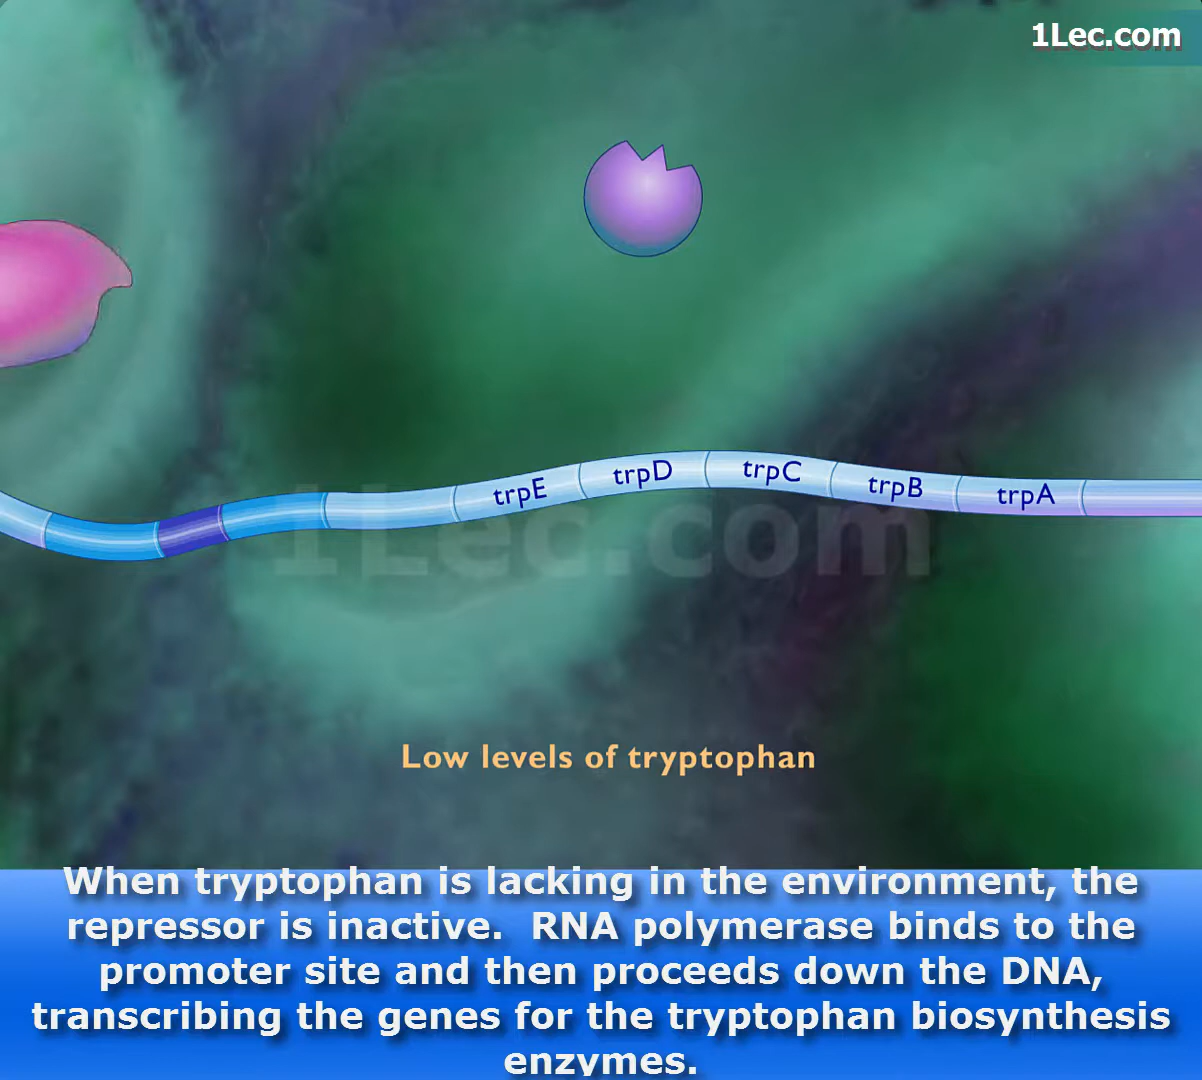 1Lec.com
trpE
trpD
trpC
trpB
trpA
1Lec.com
Low levels of tryptophan
When tryptophan is lacking in the environment, the
repressor is inactive.  RNA polymerase binds to the
promoter site and then proceeds down the DNA,
transcribing the genes for the tryptophan biosynthesis
enzymes.